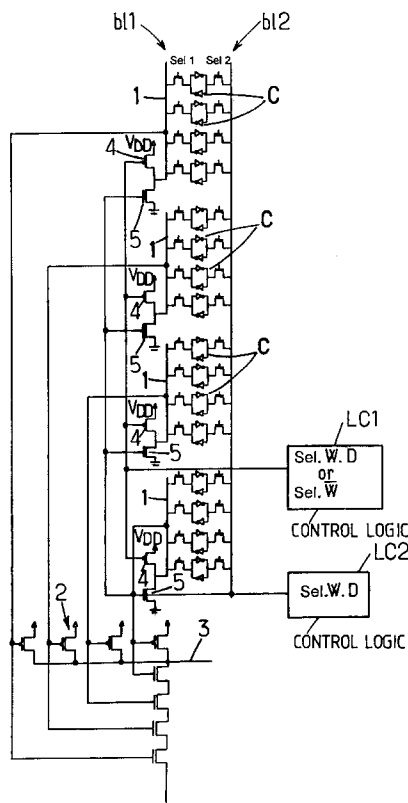 bl1 bl2
Sel 1 Sel 2
1 C
4 VDD
5
1 C
VDD
4
5
1 C
VDD
4
5
LC1
Sel.W.D
or
Sel.W̅
CONTROL LOGIC
1
LC2
VDD
4 5
Sel.W.D
CONTROL LOGIC
2
3